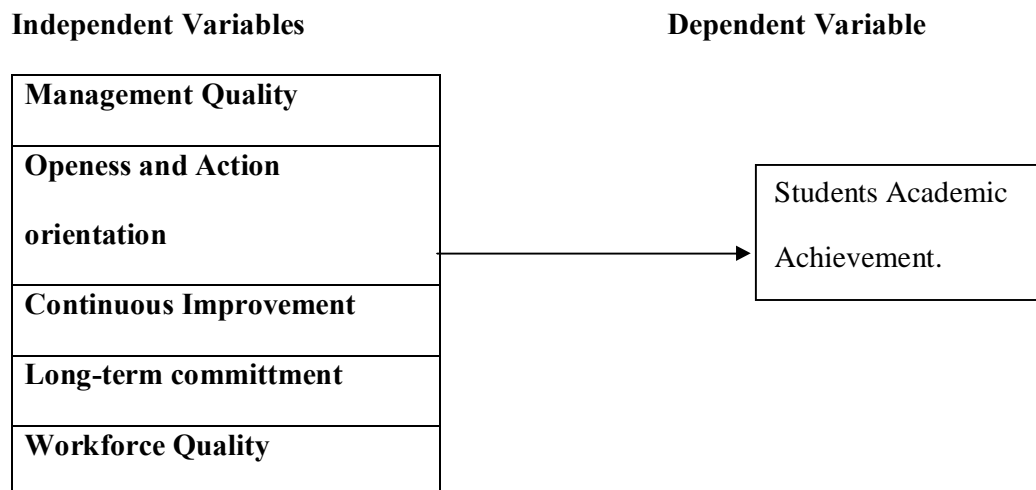 Independent Variables
Dependent Variable
Management Quality
Openess and Action
orientation
Continuous Improvement
Long-term committment
Workforce Quality
Students Academic
Achievement.